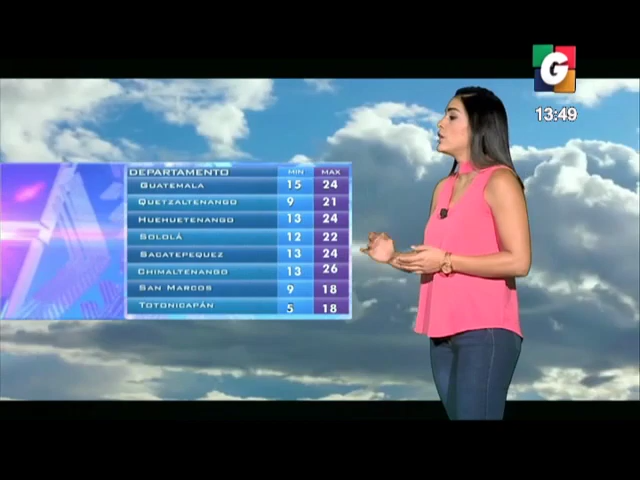 G
13:49
DEPARTAMENTO MIN MAX
GUATEMALA 15 24
QUETZALTENANGO 9 21
HUEHUETENANGO 13 24
SOLOLÁ 12 22
SACATEPEQUEZ 13 24
CHIMALTENANGO 13 26
SAN MARCOS 9 18
TOTONICAPÁN 5 18